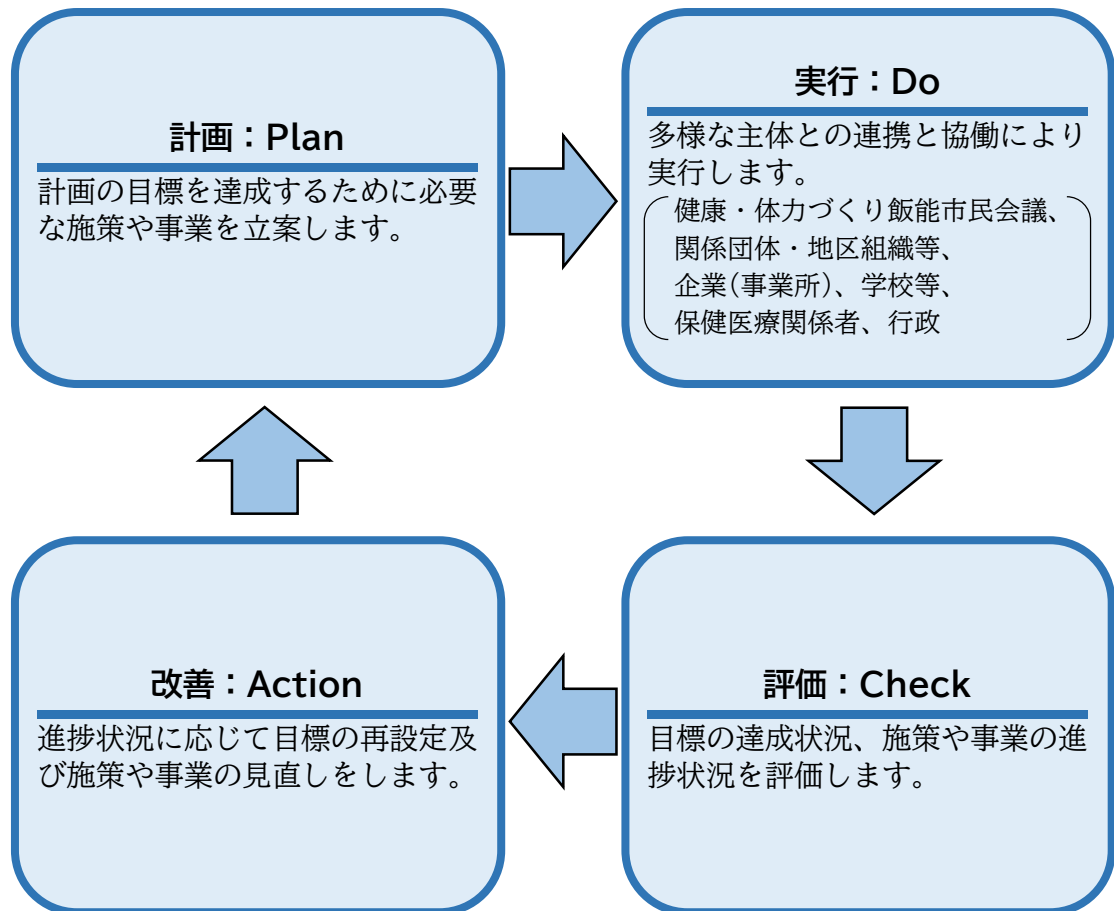 計画：Plan
計画の目標を達成するために必要
な施策や事業を立案します。
実行：Do
多様な主体との連携と協働により
実行します。
健康・体力づくり飯能市民会議、
関係団体・地区組織等、
企業(事業所)、学校等、
保健医療関係者、行政
評価：Check
目標の達成状況、施策や事業の進
捗状況を評価します。
改善：Action
進捗状況に応じて目標の再設定及
び施策や事業の見直しをします。